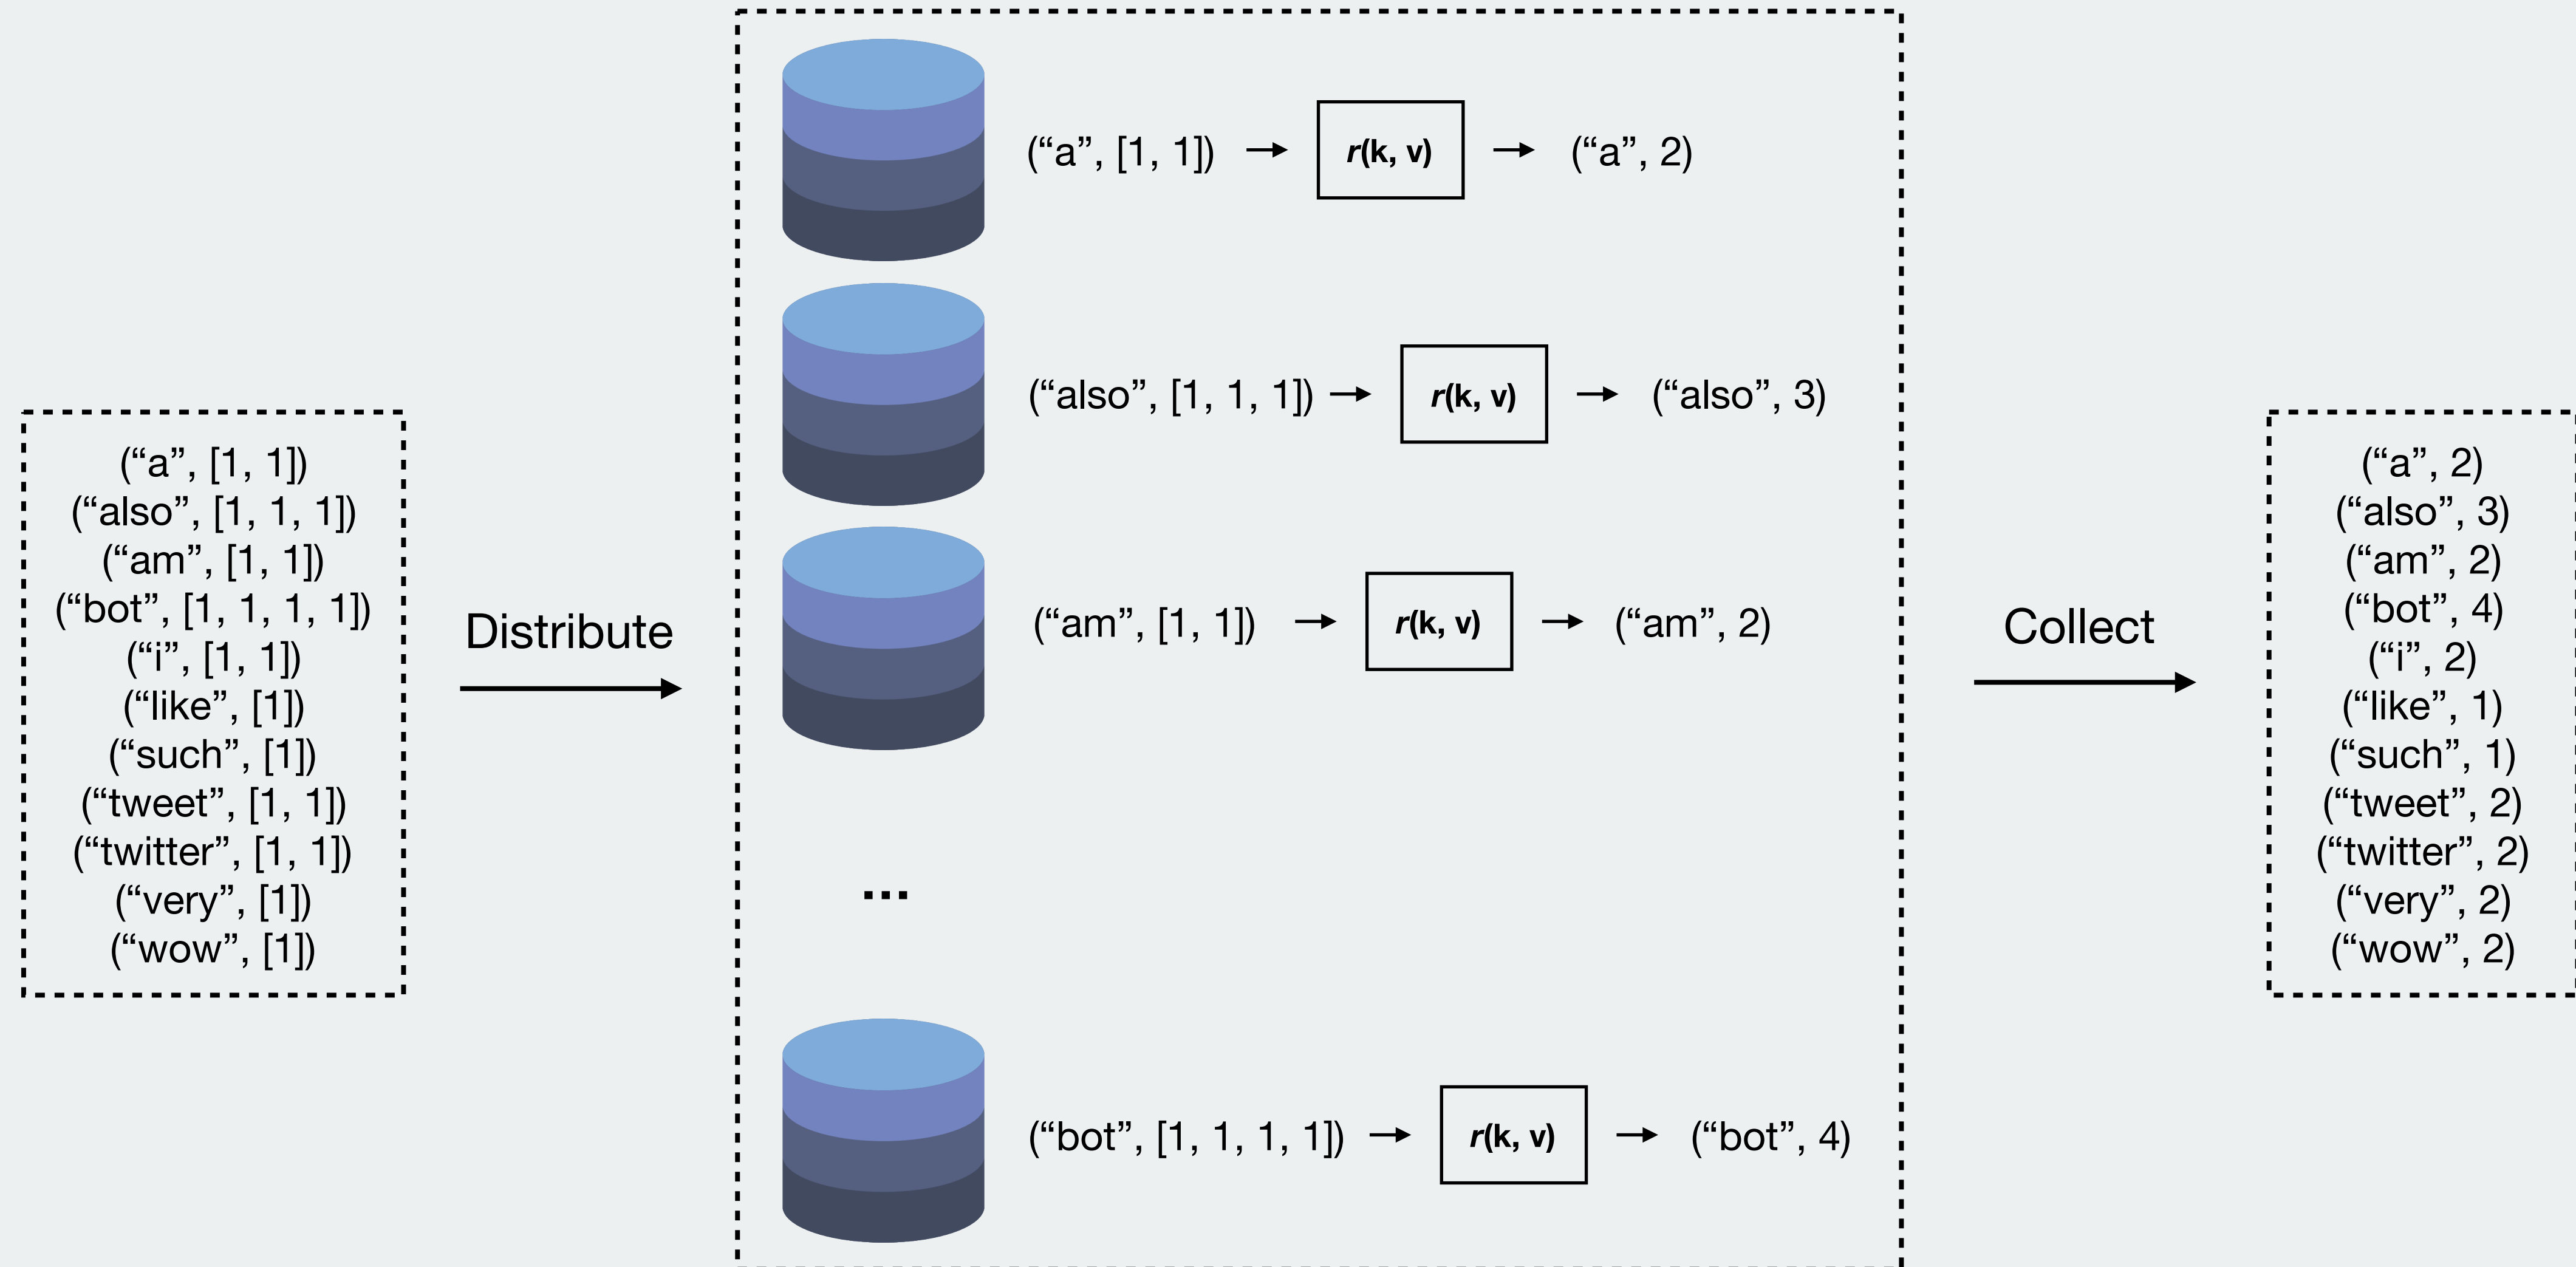 (“a”, [1, 1])
(“also”, [1, 1, 1])
(“am”, [1, 1])
(“bot”, [1, 1, 1, 1])
(“i”, [1, 1])
(“like”, [1])
(“such”, [1])
(“tweet”, [1, 1])
(“twitter”, [1, 1])
(“very”, [1])
(“wow”, [1])
Distribute
(“a”, [1, 1]) → r(k, v) → (“a”, 2)
(“also”, [1, 1, 1]) → r(k, v) → (“also”, 3)
(“am”, [1, 1]) → r(k, v) → (“am”, 2)
...
(“bot”, [1, 1, 1, 1]) → r(k, v) → (“bot”, 4)
Collect
(“a”, 2)
(“also”, 3)
(“am”, 2)
(“bot”, 4)
(“i”, 2)
(“like”, 1)
(“such”, 1)
(“tweet”, 2)
(“twitter”, 2)
(“very”, 2)
(“wow”, 2)